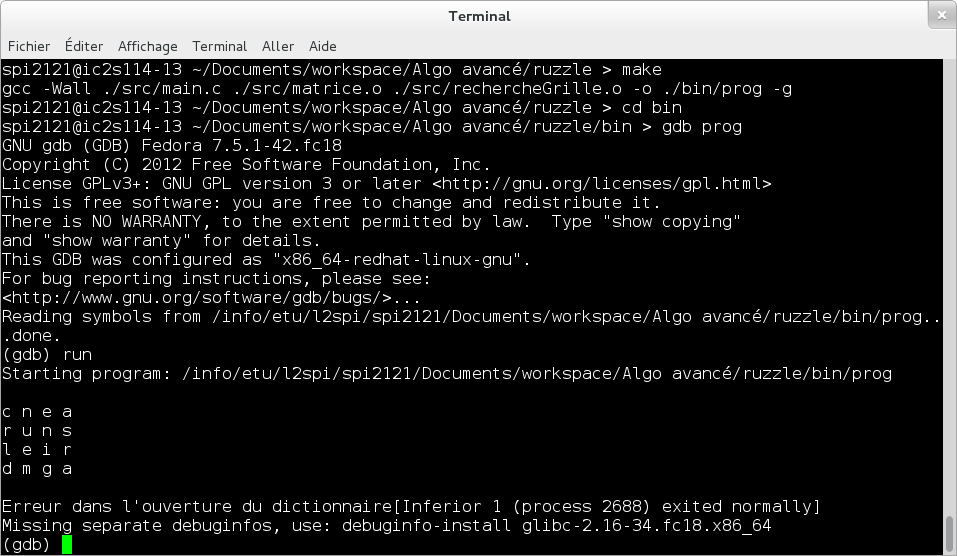 Terminal
×
Fichier Éditer Affichage Terminal Aller Aide
spi2121@ic2s114-13 ~/Documents/workspace/Algo avancé/ruzzle > make
gcc -Wall ./src/main.c ./src/matrice.o ./src/rechercheGrille.o -o ./bin/prog -g
spi2121@ic2s114-13 ~/Documents/workspace/Algo avancé/ruzzle > cd bin
spi2121@ic2s114-13 ~/Documents/workspace/Algo avancé/ruzzle/bin > gdb prog
GNU gdb (GDB) Fedora 7.5.1-42.fc18
Copyright (C) 2012 Free Software Foundation, Inc.
License GPLv3+: GNU GPL version 3 or later <http://gnu.org/licenses/gpl.html>
This is free software: you are free to change and redistribute it.
There is NO WARRANTY, to the extent permitted by law.  Type "show copying"
and "show warranty" for details.
This GDB was configured as "x86_64-redhat-linux-gnu".
For bug reporting instructions, please see:
<http://www.gnu.org/software/gdb/bugs/>...
Reading symbols from /info/etu/l2spi/spi2121/Documents/workspace/Algo avancé/ruzzle/bin/prog..
.done.
(gdb) run
Starting program: /info/etu/l2spi/spi2121/Documents/workspace/Algo avancé/ruzzle/bin/prog
c n e a
r u n s
l e i r
d m g a
Erreur dans l'ouverture du dictionnaire[Inferior 1 (process 2688) exited normally]
Missing separate debuginfos, use: debuginfo-install glibc-2.16-34.fc18.x86_64
(gdb)